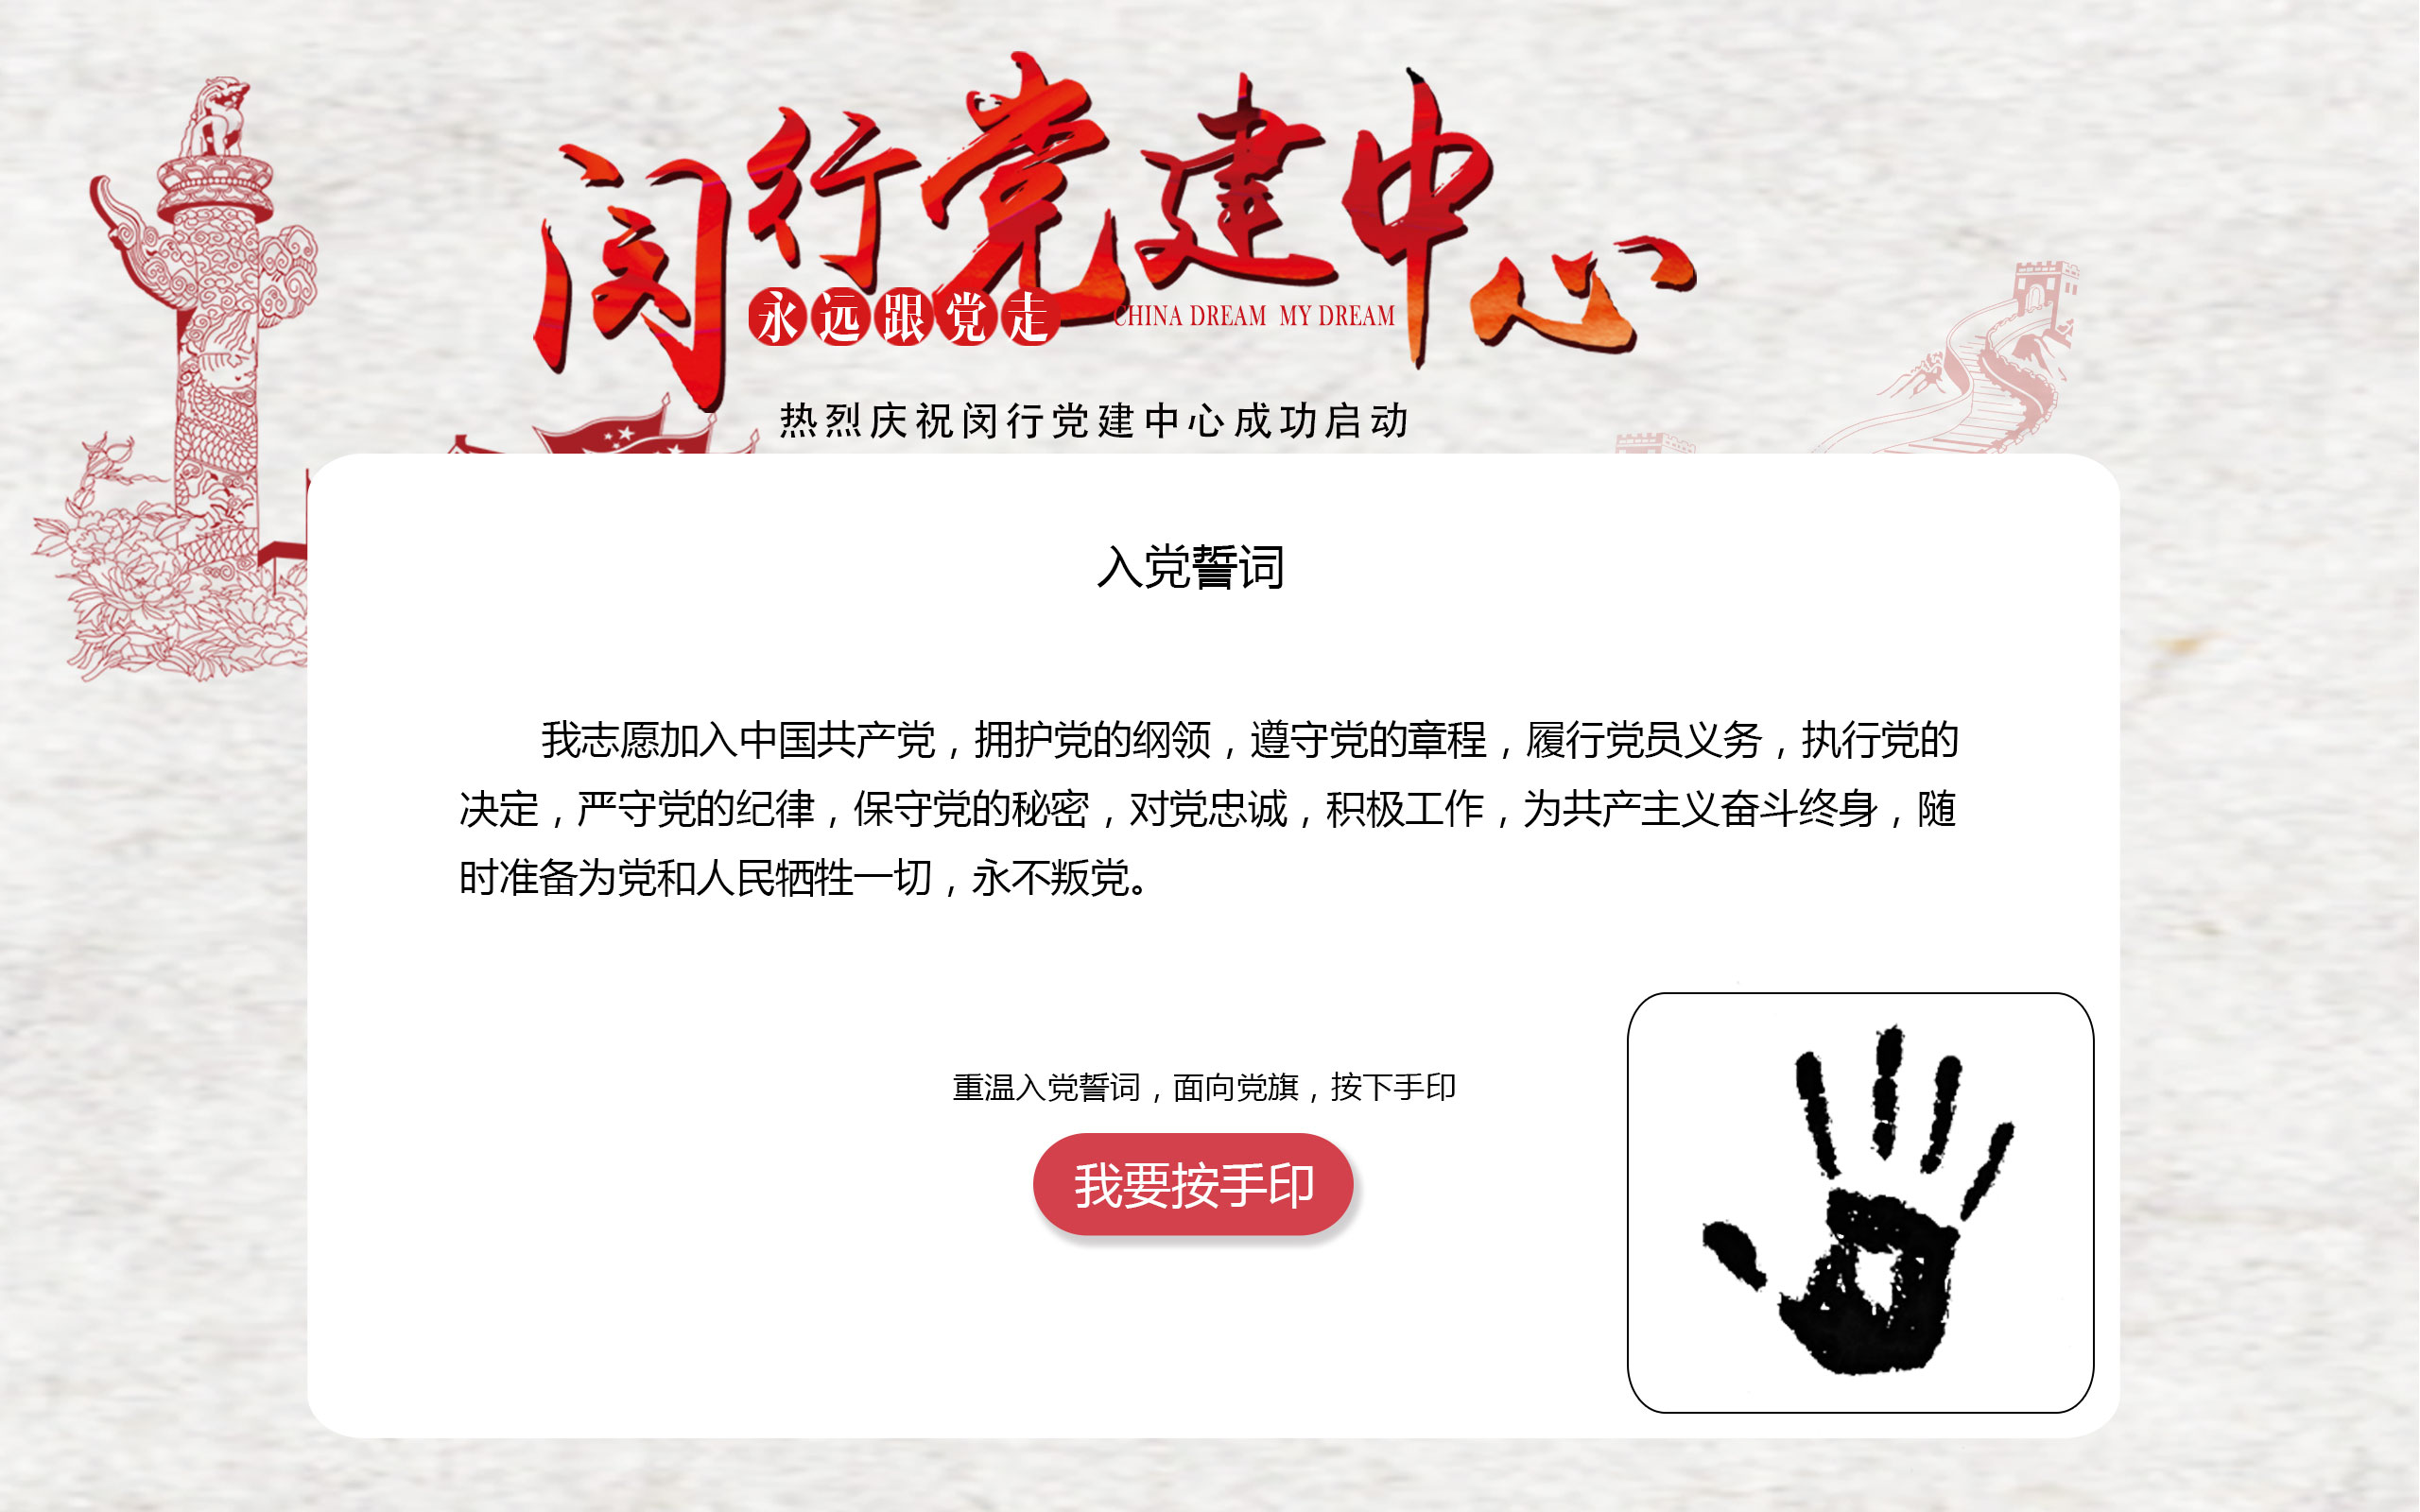 闵行党建中心
永远跟党走 CHINA DREAM MY DREAM
热烈庆祝闵行党建中心成功启动
入党誓词
我志愿加入中国共产党，拥护党的纲领，遵守党的章程，履行党员义务，执行党的
决定，严守党的纪律，保守党的秘密，对党忠诚，积极工作，为共产主义奋斗终身，随
时准备为党和人民牺牲一切，永不叛党。
重温入党誓词，面向党旗，按下手印
我要按手印